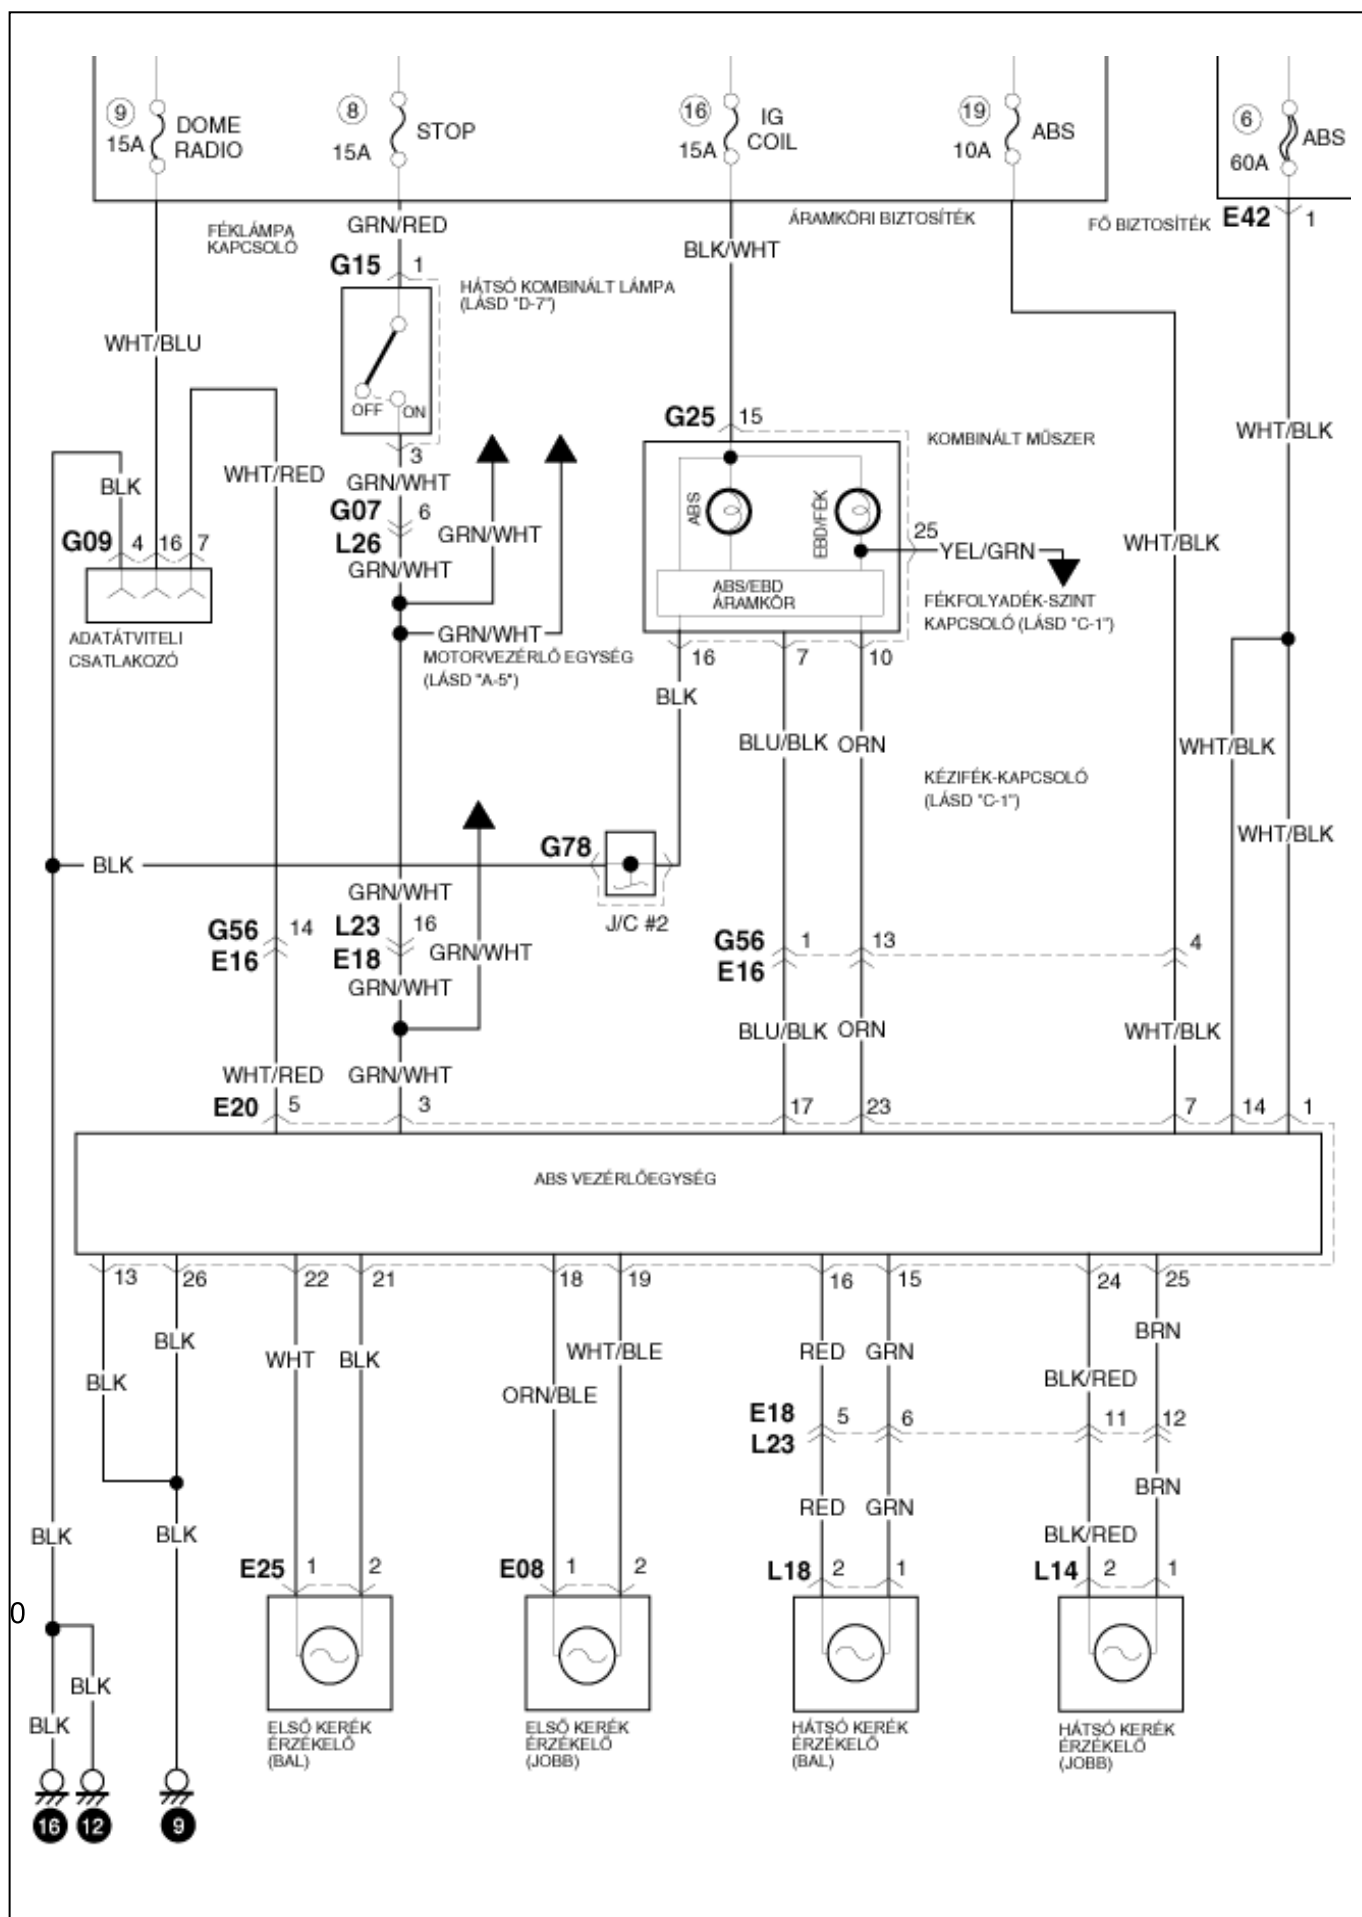 9
15A
DOME
RADIO
8
15A
STOP
16
15A
IG
COIL
19
10A
ABS
6
60A
ABS
FÉKLÁMPA
KAPCSOLÓ
GRN/RED
ÁRAMKÖRI BIZTOSÍTÉK
FŐ BIZTOSÍTÉK
E42
1
BLK/WHT
G15
1
HÁTSÓ KOMBINÁLT LÁMPA
(LÁSD "D-7")
WHT/BLU
OFF
ON
G25
15
KOMBINÁLT MŰSZER
WHT/BLK
3
WHT/RED
GRN/WHT
BLK
G07
6
L26
GRN/WHT
ABS
EBD/FÉK
25
YEL/GRN
WHT/BLK
G09
4
16
7
GRN/WHT
ABS/EBD
ÁRAMKÖR
FÉKFOLYADÉK-SZINT
KAPCSOLÓ (LÁSD "C-1")
ADATÁTVITELI
CSATLAKOZÓ
GRN/WHT
MOTORVEZÉRLŐ EGYSÉG
(LÁSD "A-5")
16
7
10
BLK
BLU/BLK
ORN
WHT/BLK
KÉZIFÉK-KAPCSOLÓ
(LÁSD "C-1")
WHT/BLK
G78
BLK
GRN/WHT
J/C #2
G56
14
E16
L23
16
E18
GRN/WHT
G56
1
13
4
E16
GRN/WHT
BLU/BLK
ORN
WHT/BLK
WHT/RED
GRN/WHT
E20
5
3
17
23
7
14
1
ABS VEZÉRLŐEGYSÉG
13
26
22
21
18
19
16
15
24
25
BLK
BRN
WHT
BLK
WHT/BLE
RED
GRN
BLK
BLK/RED
ORN/BLE
E18
5
6
11
12
L23
BRN
RED
GRN
BLK
BLK
BLK/RED
E25
1
2
E08
1
2
L18
2
1
L14
2
1
0
BLK
BLK
ELSŐ KERÉK
ÉRZÉKELŐ
(BAL)
ELSŐ KERÉK
ÉRZÉKELŐ
(JOBB)
HÁTSÓ KERÉK
ÉRZÉKELŐ
(BAL)
HÁTSÓ KERÉK
ÉRZÉKELŐ
(JOBB)
16
12
9